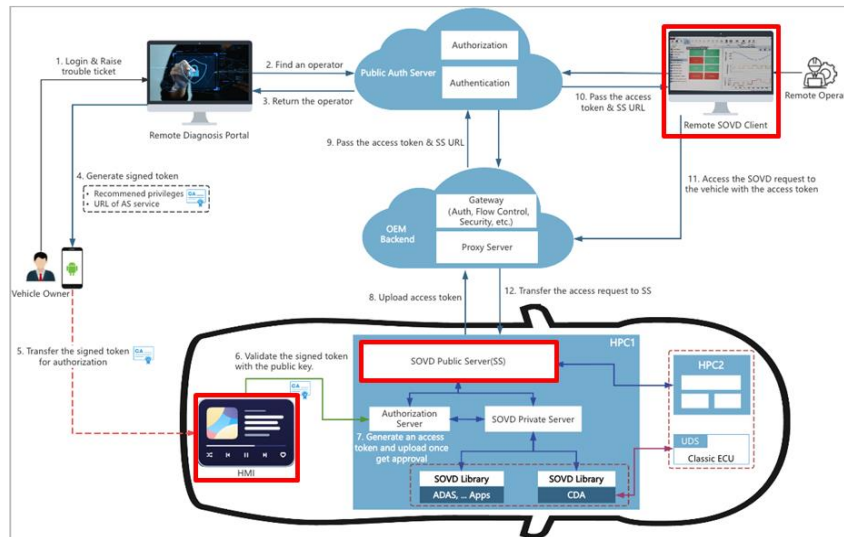 1. Login & Raise
trouble ticket
2. Find an operator
3. Return the operator
Remote Diagnosis Portal
Public Auth Server
Authorization
Authentication
10. Pass the access
token & SS URL
Remote SOVD Client
Remote Opera
9. Pass the access token & SS URL
4. Generate signed token
• Recommened privileges
• URL of AS service
CA
11. Access the SOVD request to
the vehicle with the access token
OEM
Backend
Gateway
(Auth, Flow Control,
Security, etc.)
Proxy Server
Vehicle Owner
8. Upload access token
12. Transfer the access request to SS
5. Transfer the signed token
for authorization
CA
6. Validate the signed token
with the public key.
CA
HPC1
SOVD Public Server(SS)
HPC2
Authorization
Server
SOVD Private Server
7. Generate an access
token and upload once
get approval
HMI
UDS
Classic ECU
SOVD Library
ADAS, ... Apps
SOVD Library
CDA